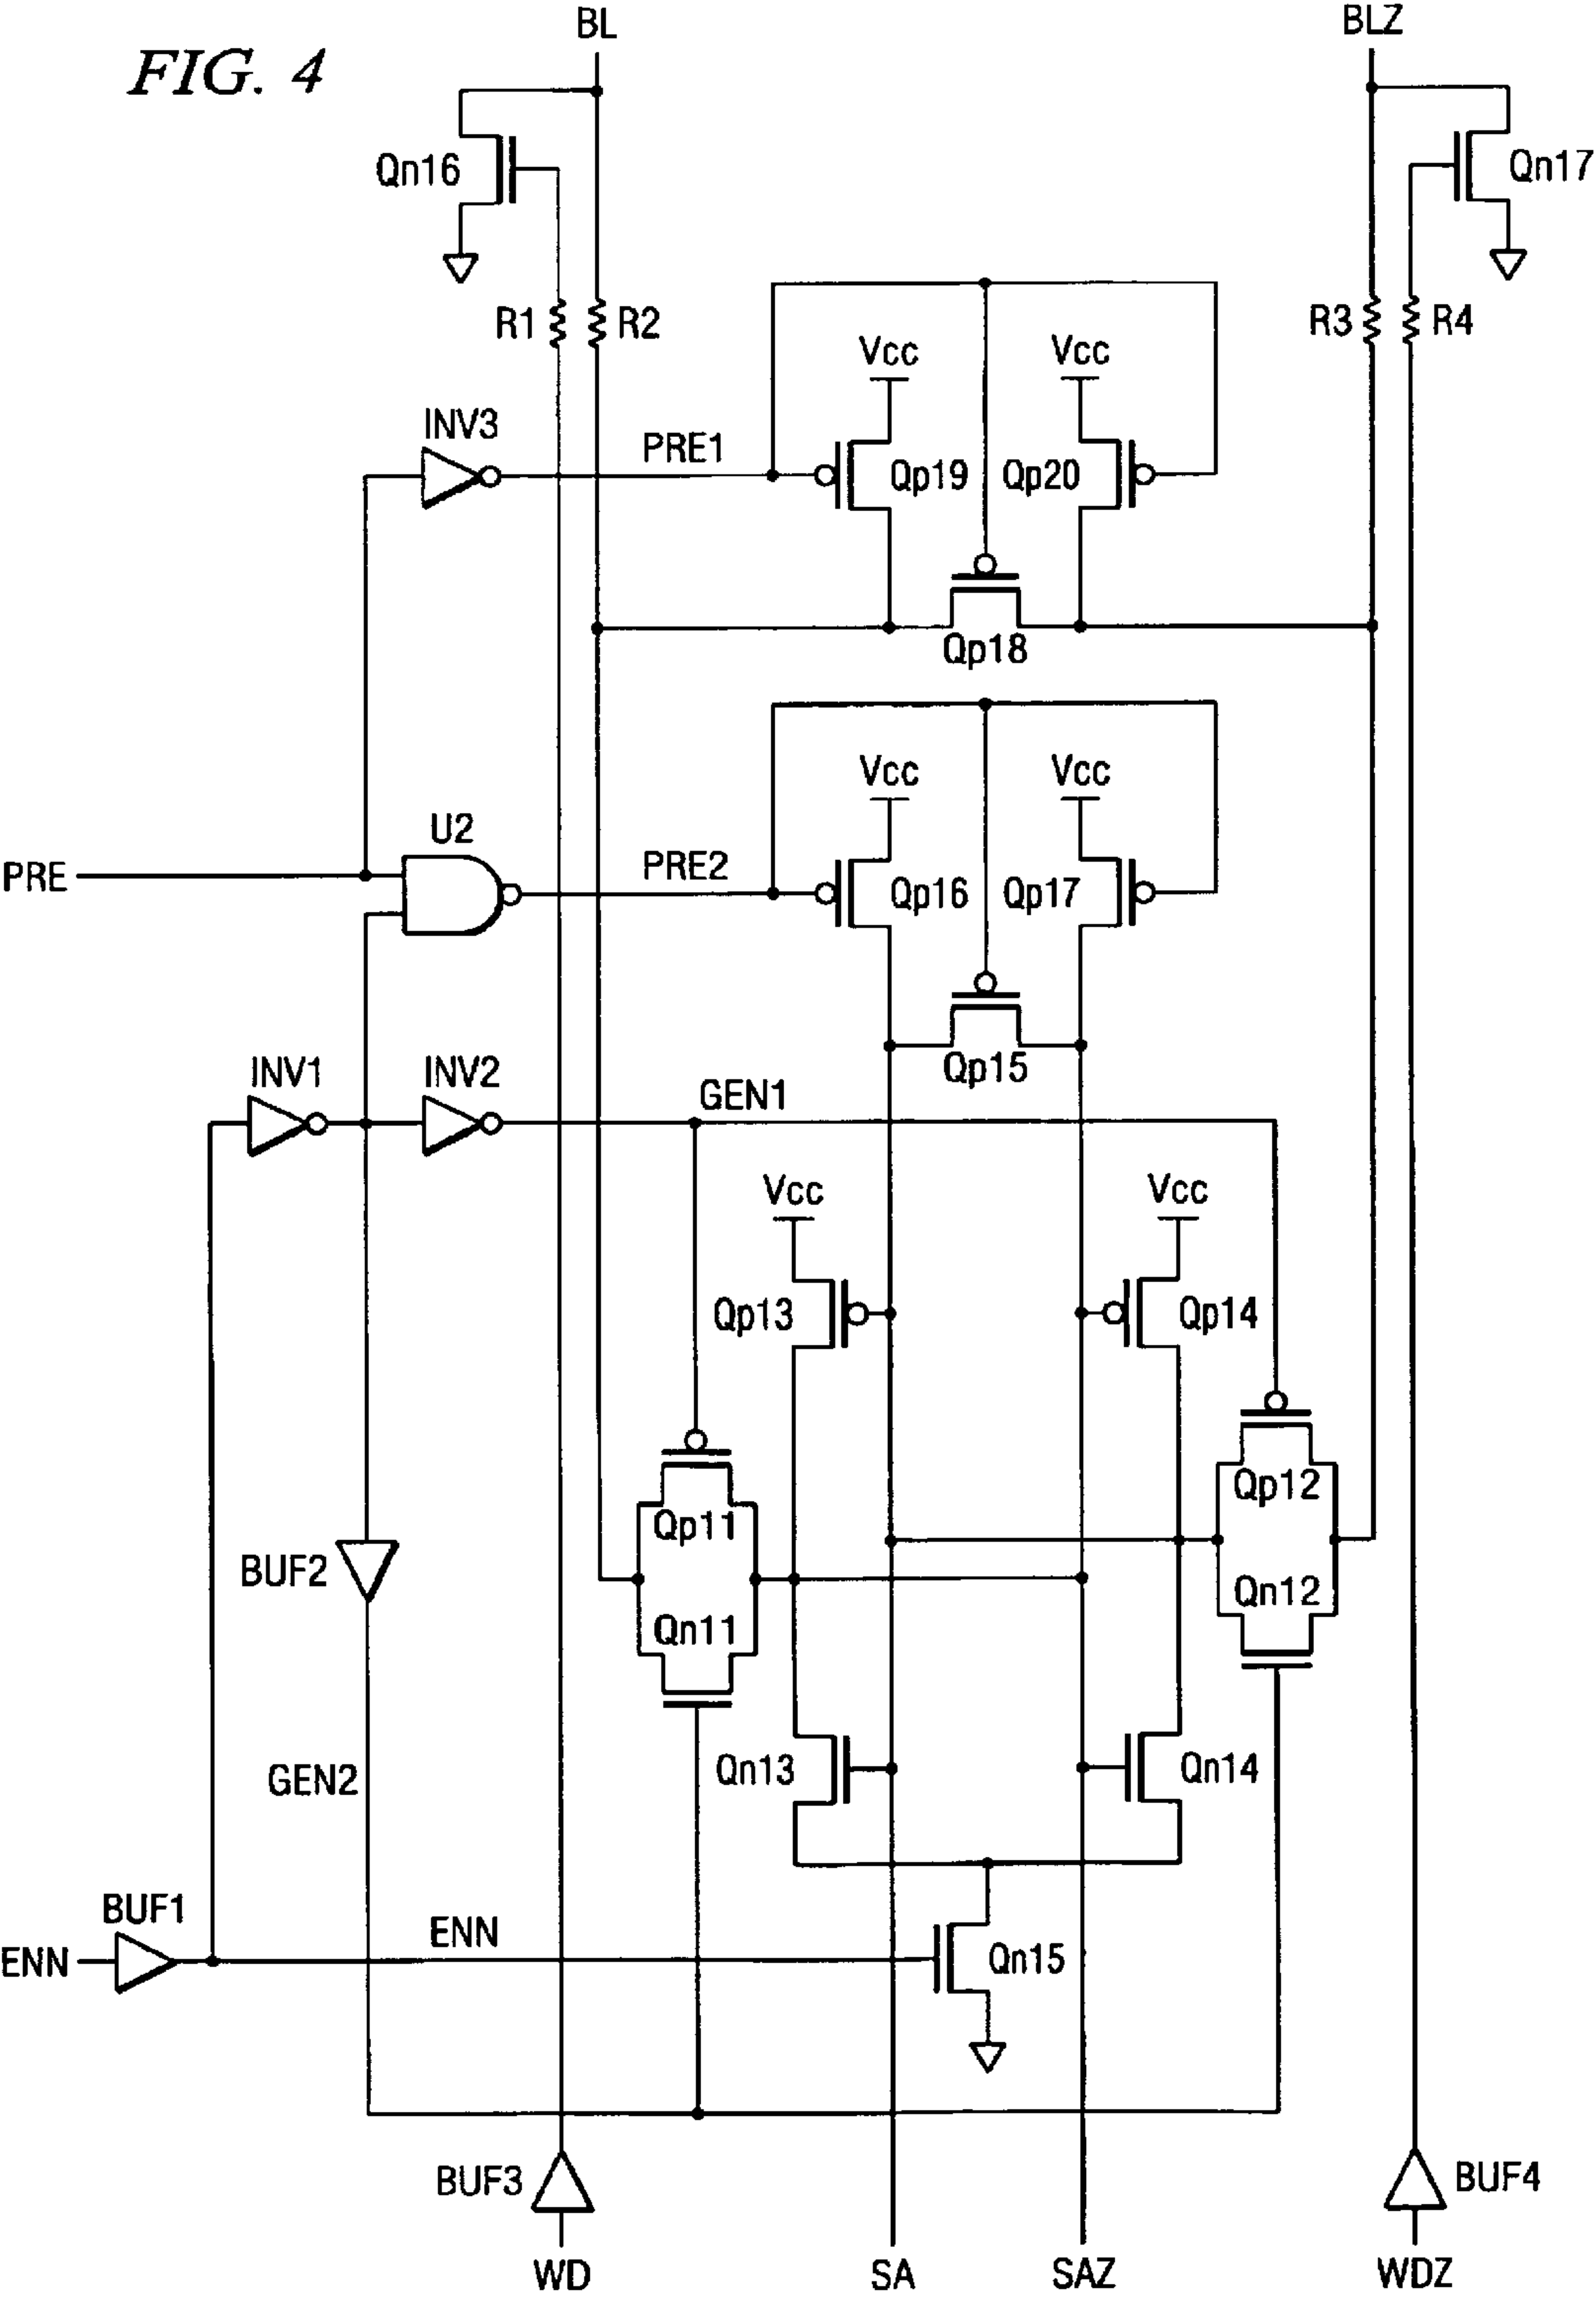 BL
BLZ
FIG. 4
Qn16
Qn17
R1
R2
R3
R4
Vcc
Vcc
INV3
PRE1
Qp19
Qp20
Qp18
Vcc
Vcc
U2
PRE
PRE2
Qp16
Qp17
Qp15
INV1
INV2
GEN1
Vcc
Vcc
Qp13
Qp14
Qp12
Qp11
BUF2
Qn12
Qn11
Qn13
Qn14
GEN2
BUF1
ENN
ENN
Qn15
BUF3
BUF4
WD
SA
SAZ
WDZ